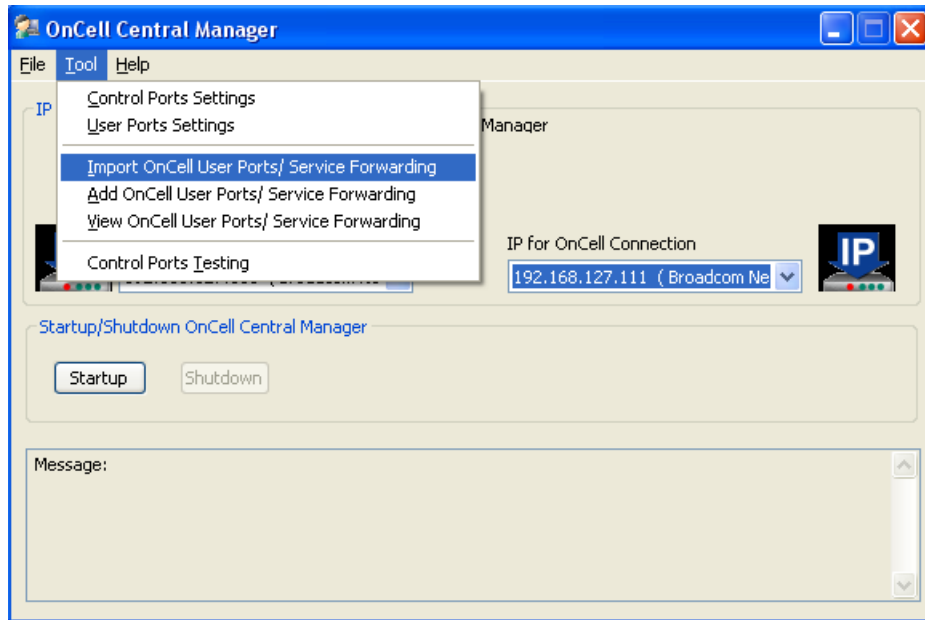 OnCell Central Manager
File Tool Help
Control Ports Settings
User Ports Settings
Import OnCell User Ports/ Service Forwarding
Add OnCell User Ports/ Service Forwarding
View OnCell User Ports/ Service Forwarding
Control Ports Testing
IP
Manager
IP for OnCell Connection
192.168.127.111 ( Broadcom Ne
IP
Startup/Shutdown OnCell Central Manager
Startup Shutdown
Message: